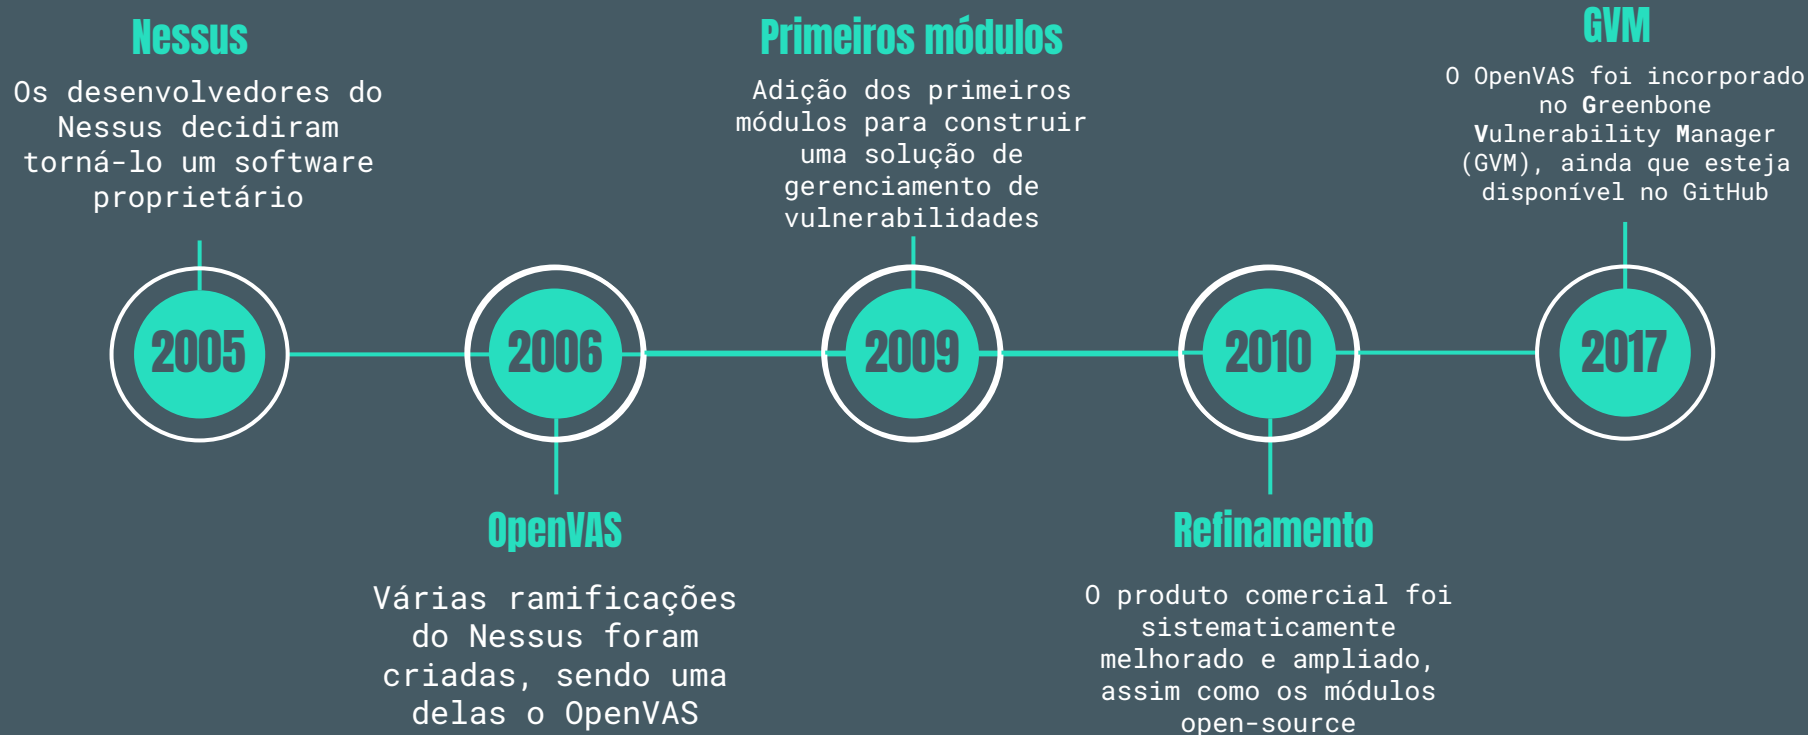 Nessus
Os desenvolvedores do
Nessus decidiram
torná-lo um software
proprietário
2005
2006
OpenVAS
Várias ramificações
do Nessus foram
criadas, sendo uma
delas o OpenVAS
Primeiros módulos
Adição dos primeiros
módulos para construir
uma solução de
gerenciamento de
vulnerabilidades
2009
2010
Refinamento
O produto comercial foi
sistematicamente
melhorado e ampliado,
assim como os módulos
open-source
GVM
O OpenVAS foi incorporado
no Greenbone
Vulnerability Manager
(GVM), ainda que esteja
disponível no GitHub
2017